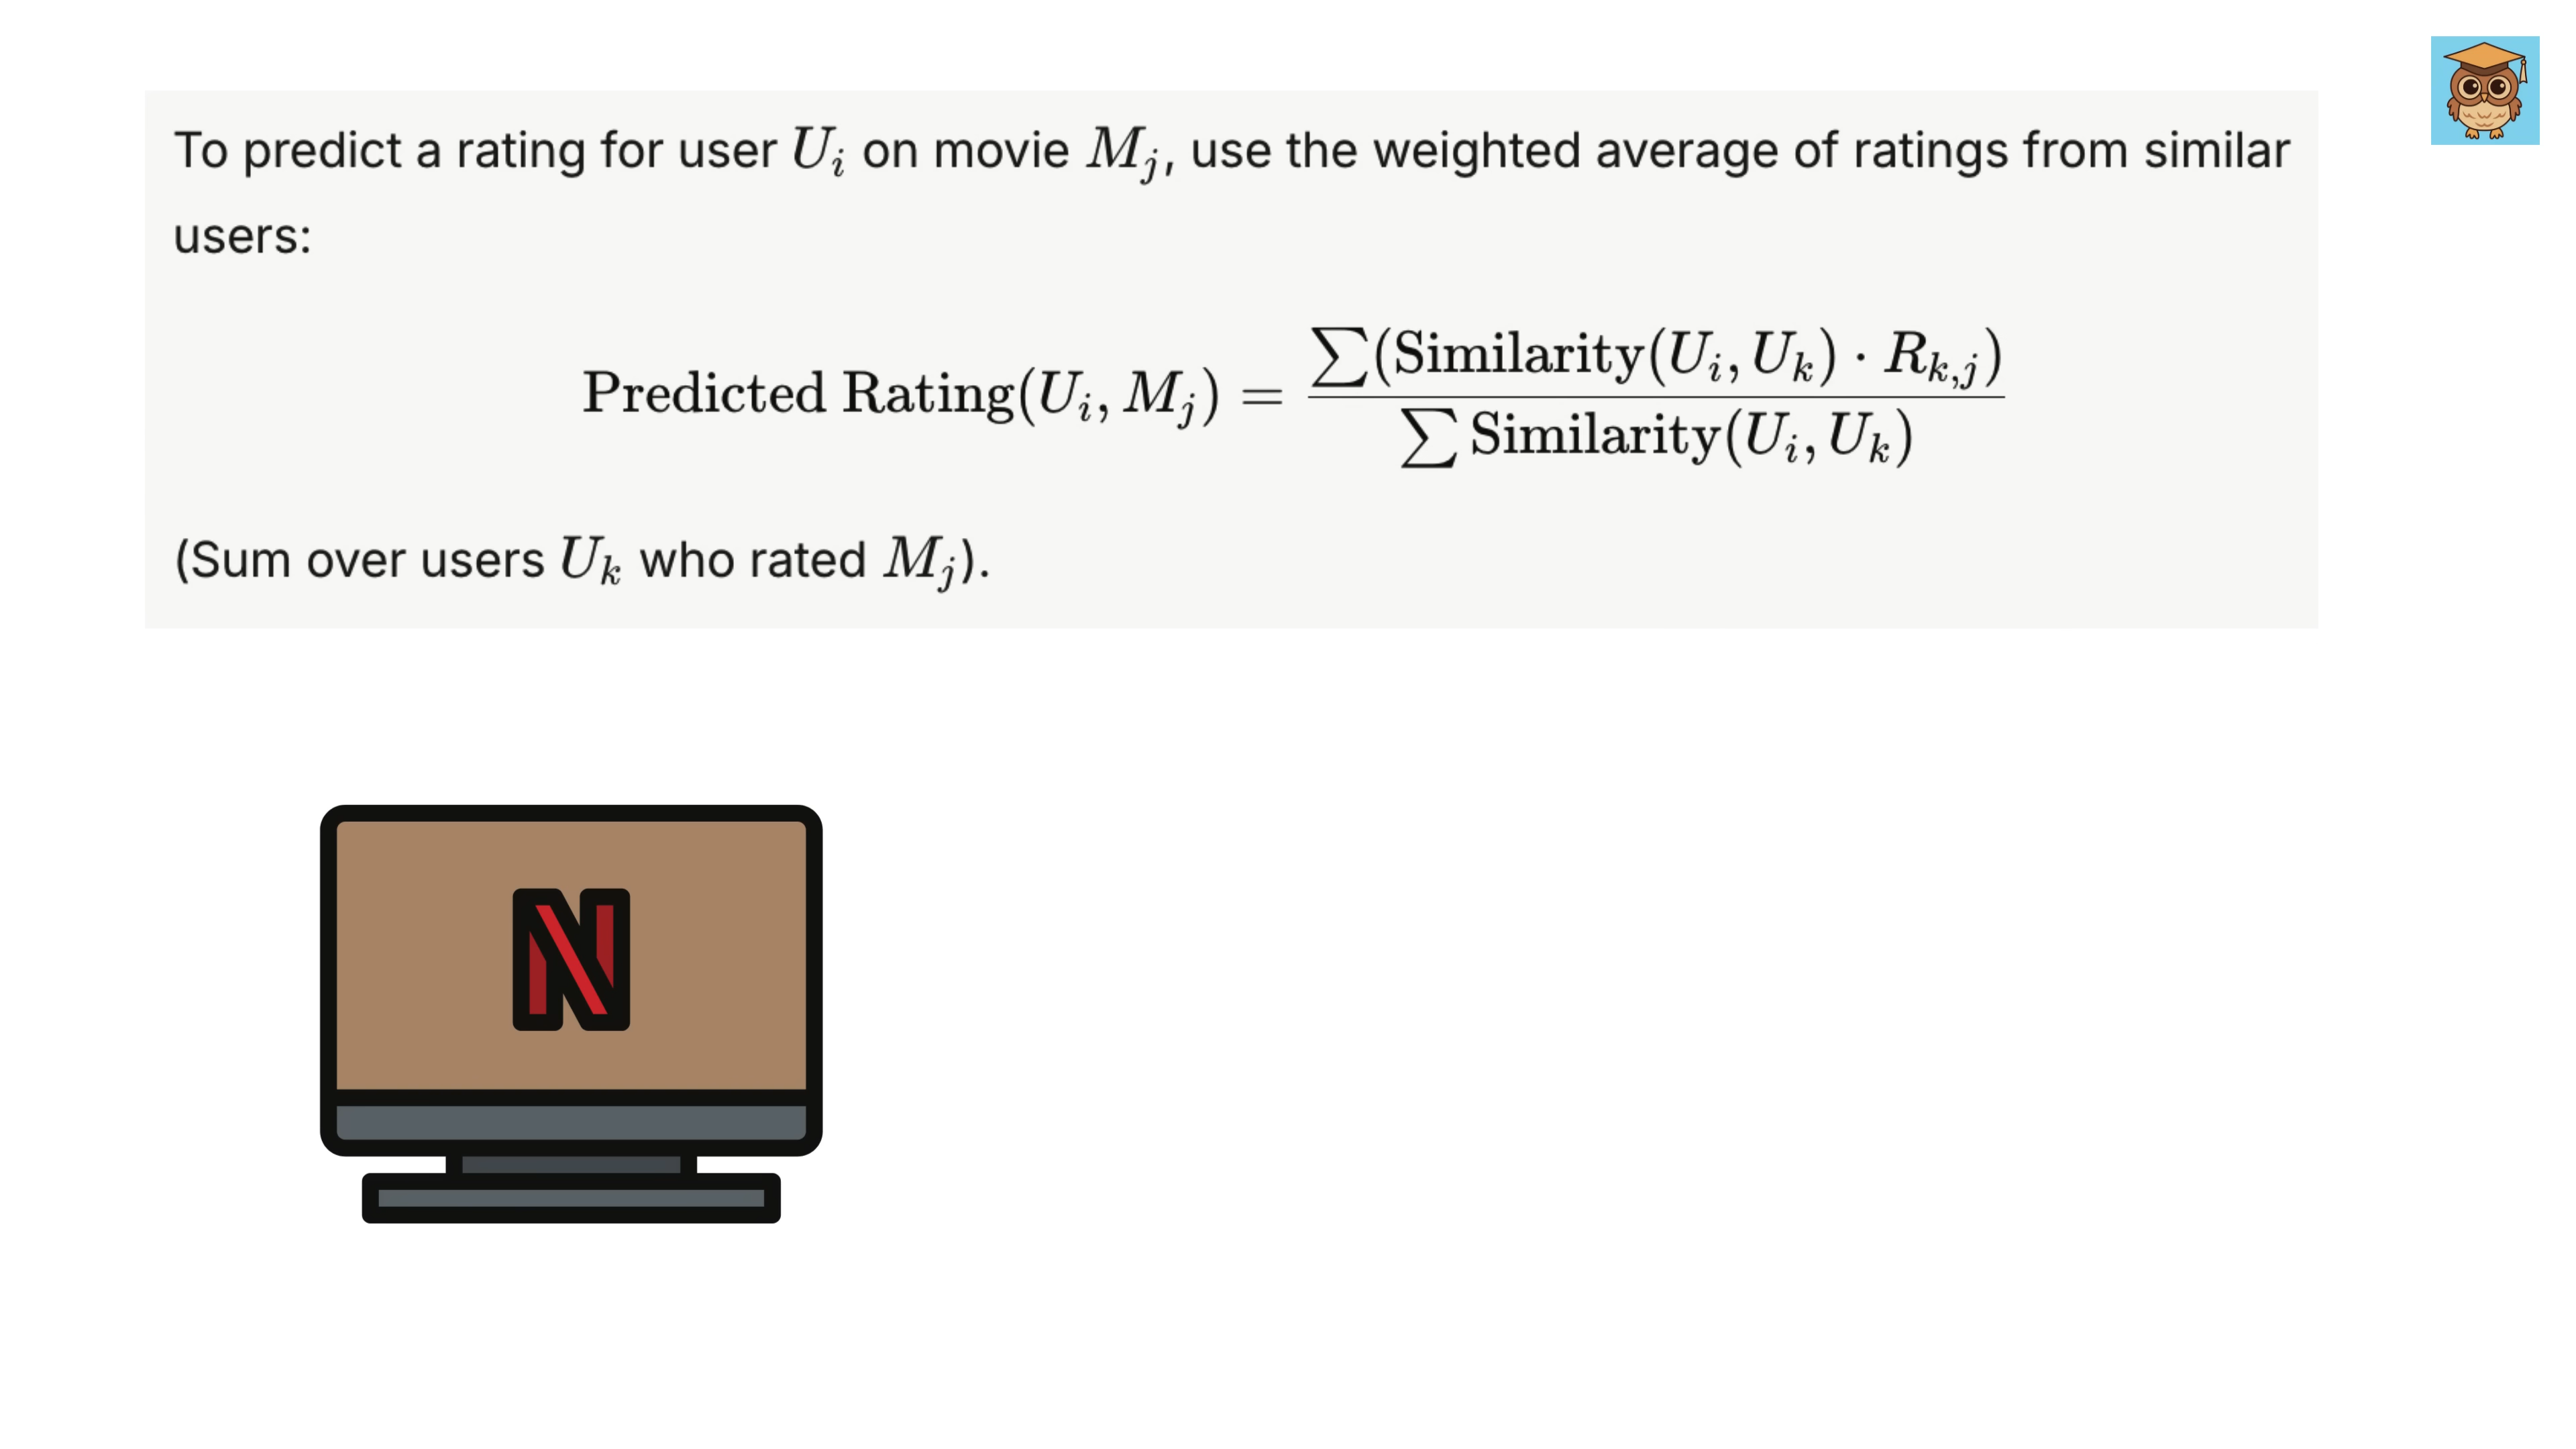 To predict a rating for user U_i on movie M_j, use the weighted average of ratings from similar
users:
Predicted Rating(U_i, M_j) = ∑(Similarity(U_i, U_k) · R_{k,j}) / ∑ Similarity(U_i, U_k)
(Sum over users U_k who rated M_j).
N